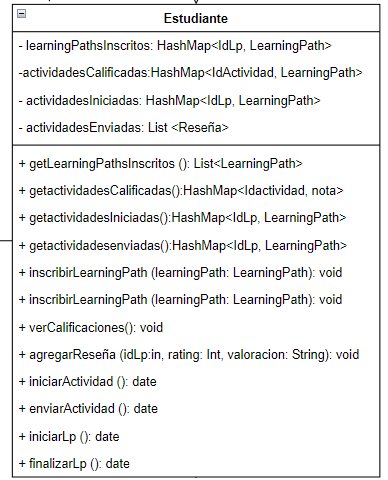 Estudiante
- learningPathsInscritos: HashMap<IdLp, LearningPath>
-actividadesCalificadas:HashMap<IdActividad, LearningPath>
- actividadesIniciadas: HashMap<IdLp, LearningPath>
- actividadesEnviadas: List <Reseña>
+ getLearningPathsInscritos (): List<LearningPath>
+ getactividadesCalificadas():HashMap<Idactividad, nota>
+ getactividadesIniciadas():HashMap<IdLp, LearningPath>
+ getactividadesenviadas():HashMap<IdLp, LearningPath>
+ inscribirLearningPath (learningPath: LearningPath): void
+ inscribirLearningPath (learningPath: LearningPath): void
+ verCalificaciones(): void
+ agregarReseña (idLp:in, rating: Int, valoracion: String): void
+ iniciarActividad (): date
+ enviarActividad (): date
+ iniciarLp (): date
+ finalizarLp (): date